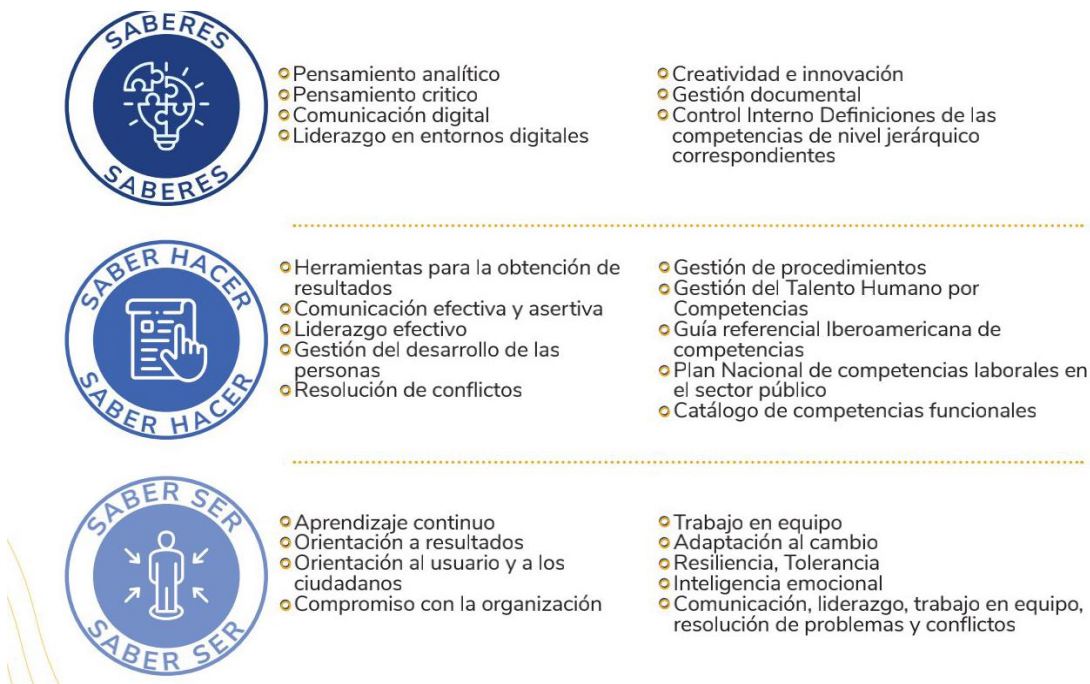 SABERES
SABERES
Pensamiento analítico
Pensamiento critico
Comunicación digital
Liderazgo en entornos digitales
Creatividad e innovación
Gestión documental
Control Interno Definiciones de las
competencias de nivel jerárquico
correspondientes
SABER HACER
SABER HACER
Herramientas para la obtención de
resultados
Comunicación efectiva y asertiva
Liderazgo efectivo
Gestión del desarrollo de las
personas
Resolución de conflictos
Gestión de procedimientos
Gestión del Talento Humano por
Competencias
Guía referencial Iberoamericana de
competencias
Plan Nacional de competencias laborales en
el sector público
Catálogo de competencias funcionales
SABER SER
SABER SER
Aprendizaje continuo
Orientación a resultados
Orientación al usuario y a los
ciudadanos
Compromiso con la organización
Trabajo en equipo
Adaptación al cambio
Resiliencia, Tolerancia
Inteligencia emocional
Comunicación, liderazgo, trabajo en equipo,
resolución de problemas y conflictos